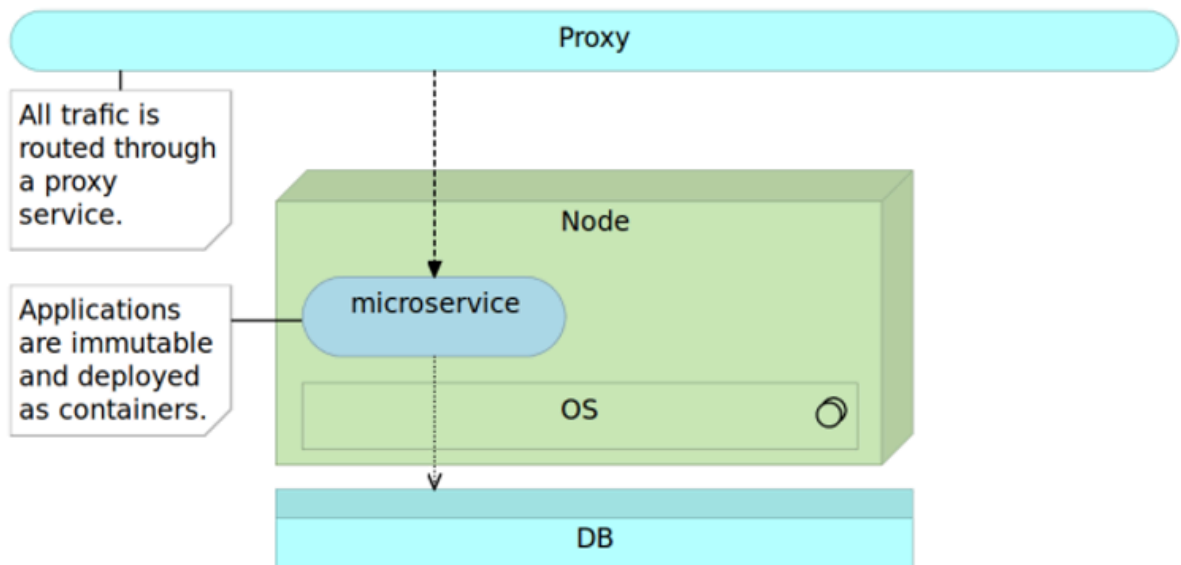 Proxy
All trafic is
routed through
a proxy
service.
Node
microservice
Applications
are immutable
and deployed
as containers.
OS
DB